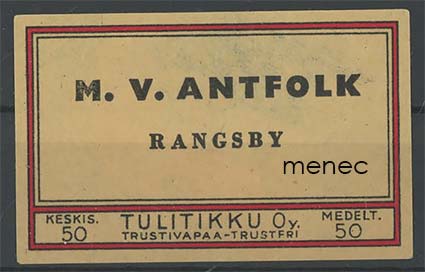 M. V. ANTFOLK
RANGSBY
menec
KESKIS. 50
TULITIKKU Oy.
TRUSTIVAPAA-TRUSTFRI
MEDELT. 50